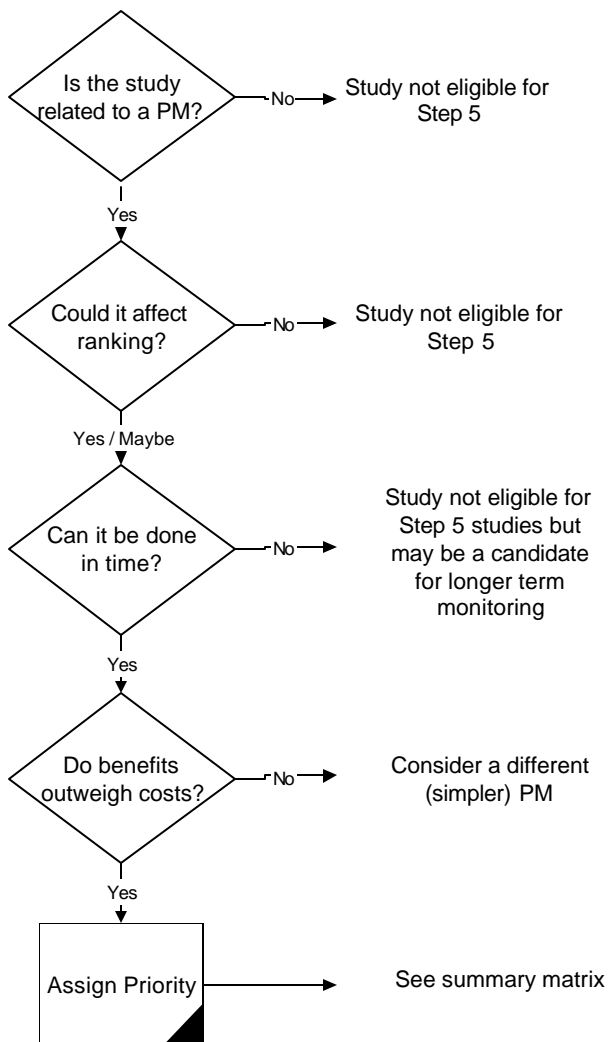 Is the study
related to a PM?
No
Study not eligible for
Step 5
Yes
Could it affect
ranking?
No
Study not eligible for
Step 5
Yes / Maybe
Can it be done
in time?
No
Study not eligible for
Step 5 studies but
may be a candidate
for longer term
monitoring
Yes
Do benefits
outweigh costs?
No
Consider a different
(simpler) PM
Yes
Assign Priority
See summary matrix